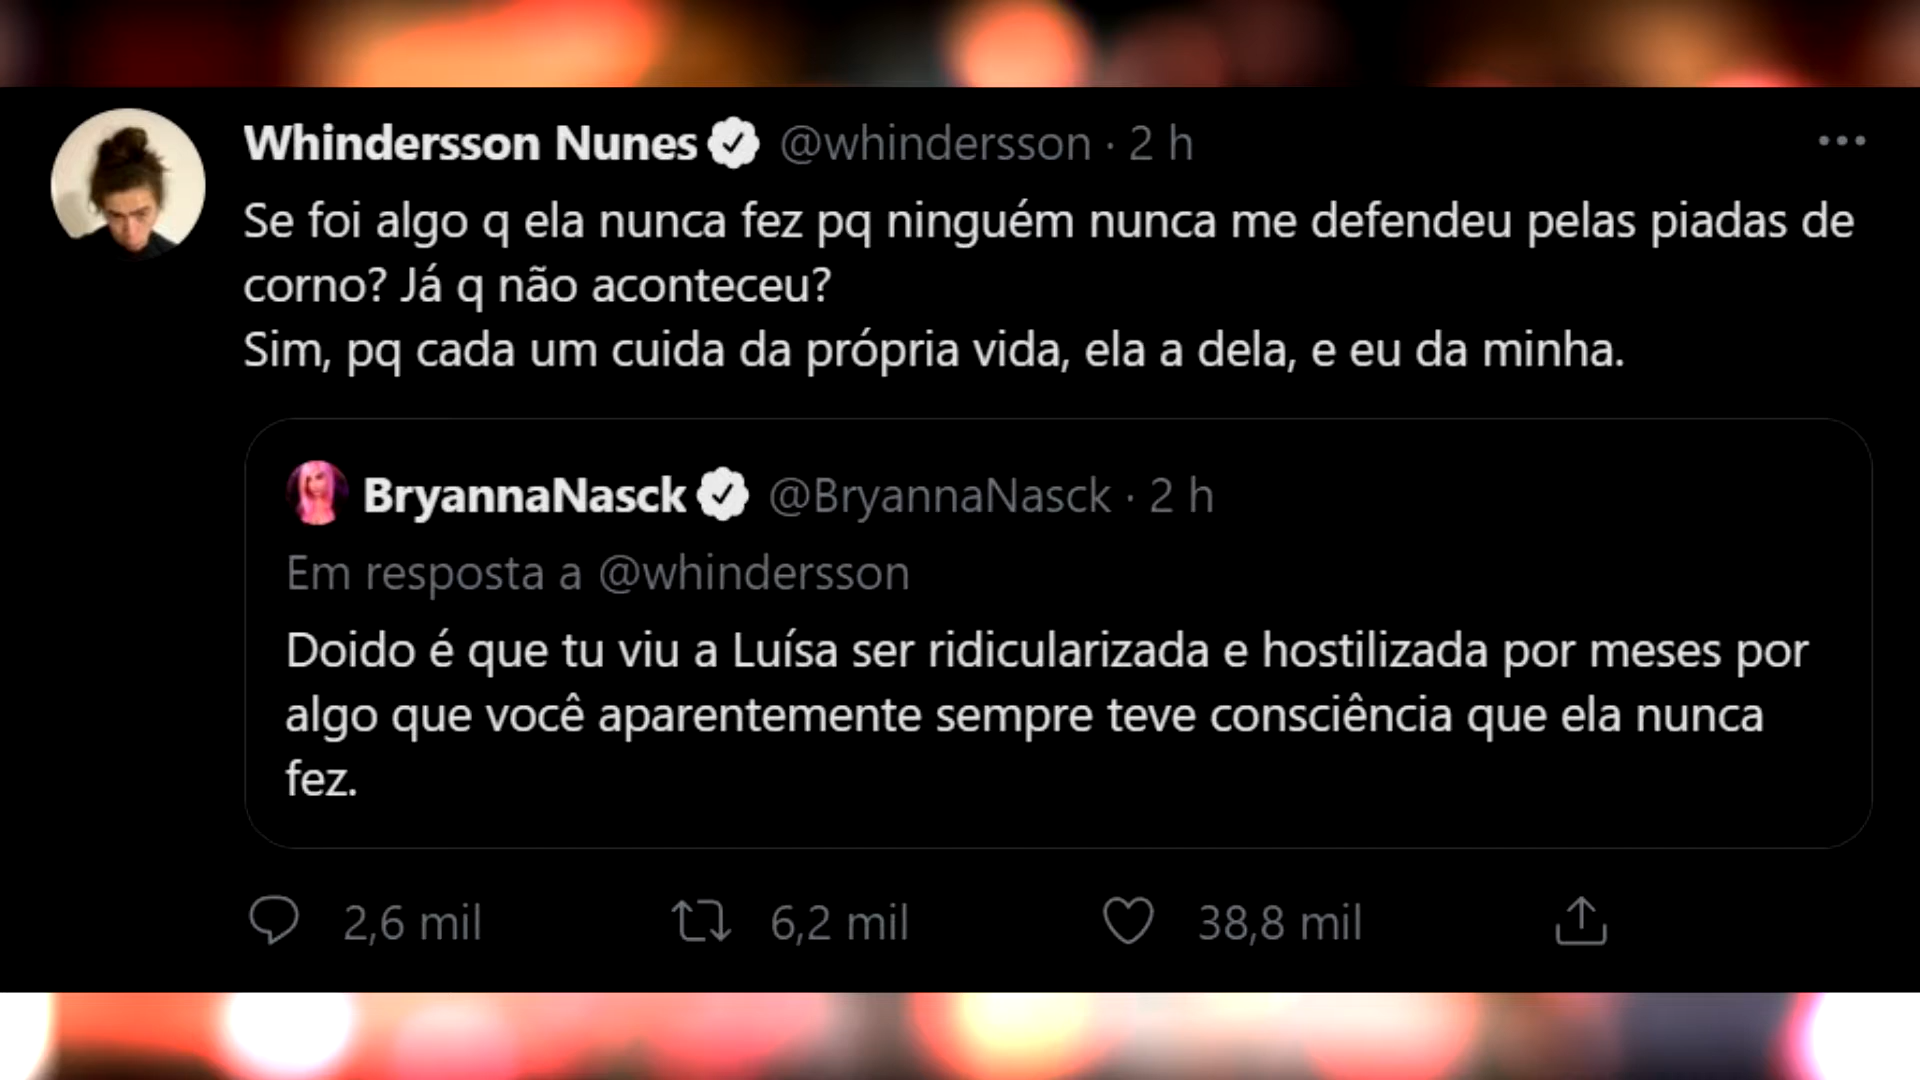 Whindersson Nunes @whindersson · 2 h
Se foi algo q ela nunca fez pq ninguém nunca me defendeu pelas piadas de
corno? Já q não aconteceu?
Sim, pq cada um cuida da própria vida, ela a dela, e eu da minha.
BryannaNasck @BryannaNasck · 2 h
Em resposta a @whindersson
Doido é que tu viu a Luísa ser ridicularizada e hostilizada por meses por
algo que você aparentemente sempre teve consciência que ela nunca
fez.
2,6 mil 6,2 mil 38,8 mil